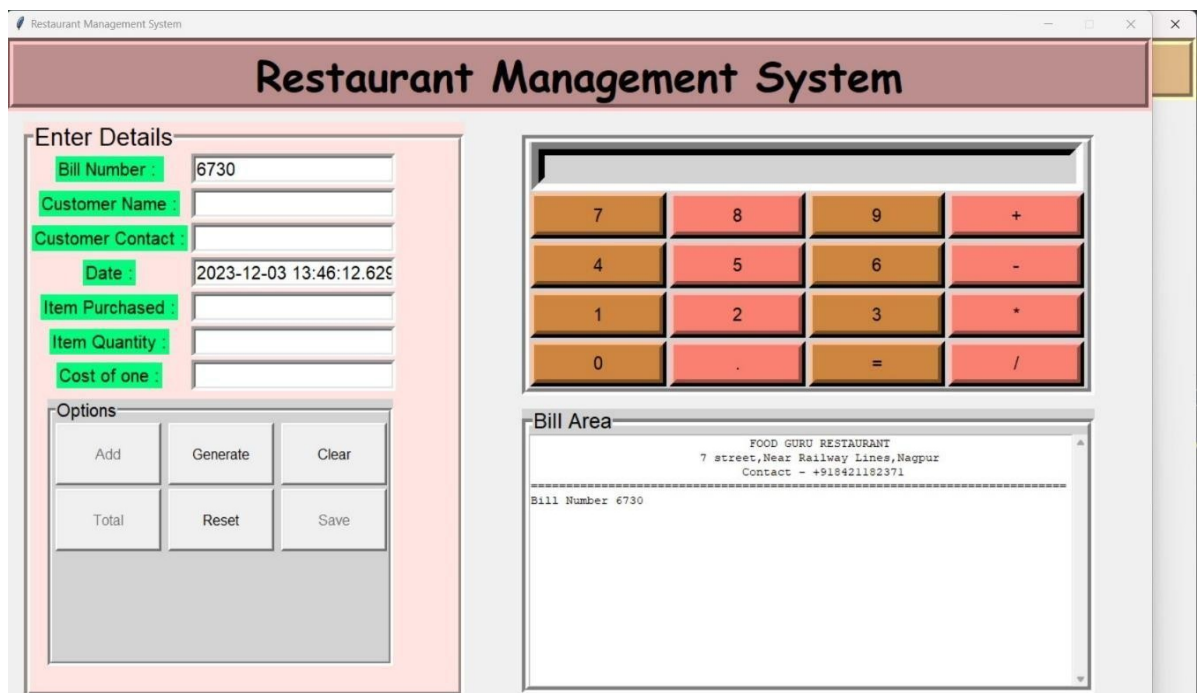 Restaurant Management System
Restaurant Management System
Enter Details
Bill Number : 6730
Customer Name :
Customer Contact :
Date : 2023-12-03 13:46:12.629
Item Purchased :
Item Quantity :
Cost of one :
Options
Add Generate Clear
Total Reset Save
7 8 9 +
4 5 6 -
1 2 3 *
0 . = /
Bill Area
FOOD GURU RESTAURANT
7 street,Near Railway Lines,Nagpur
Contact - +918421182371
===========================================================================
Bill Number 6730